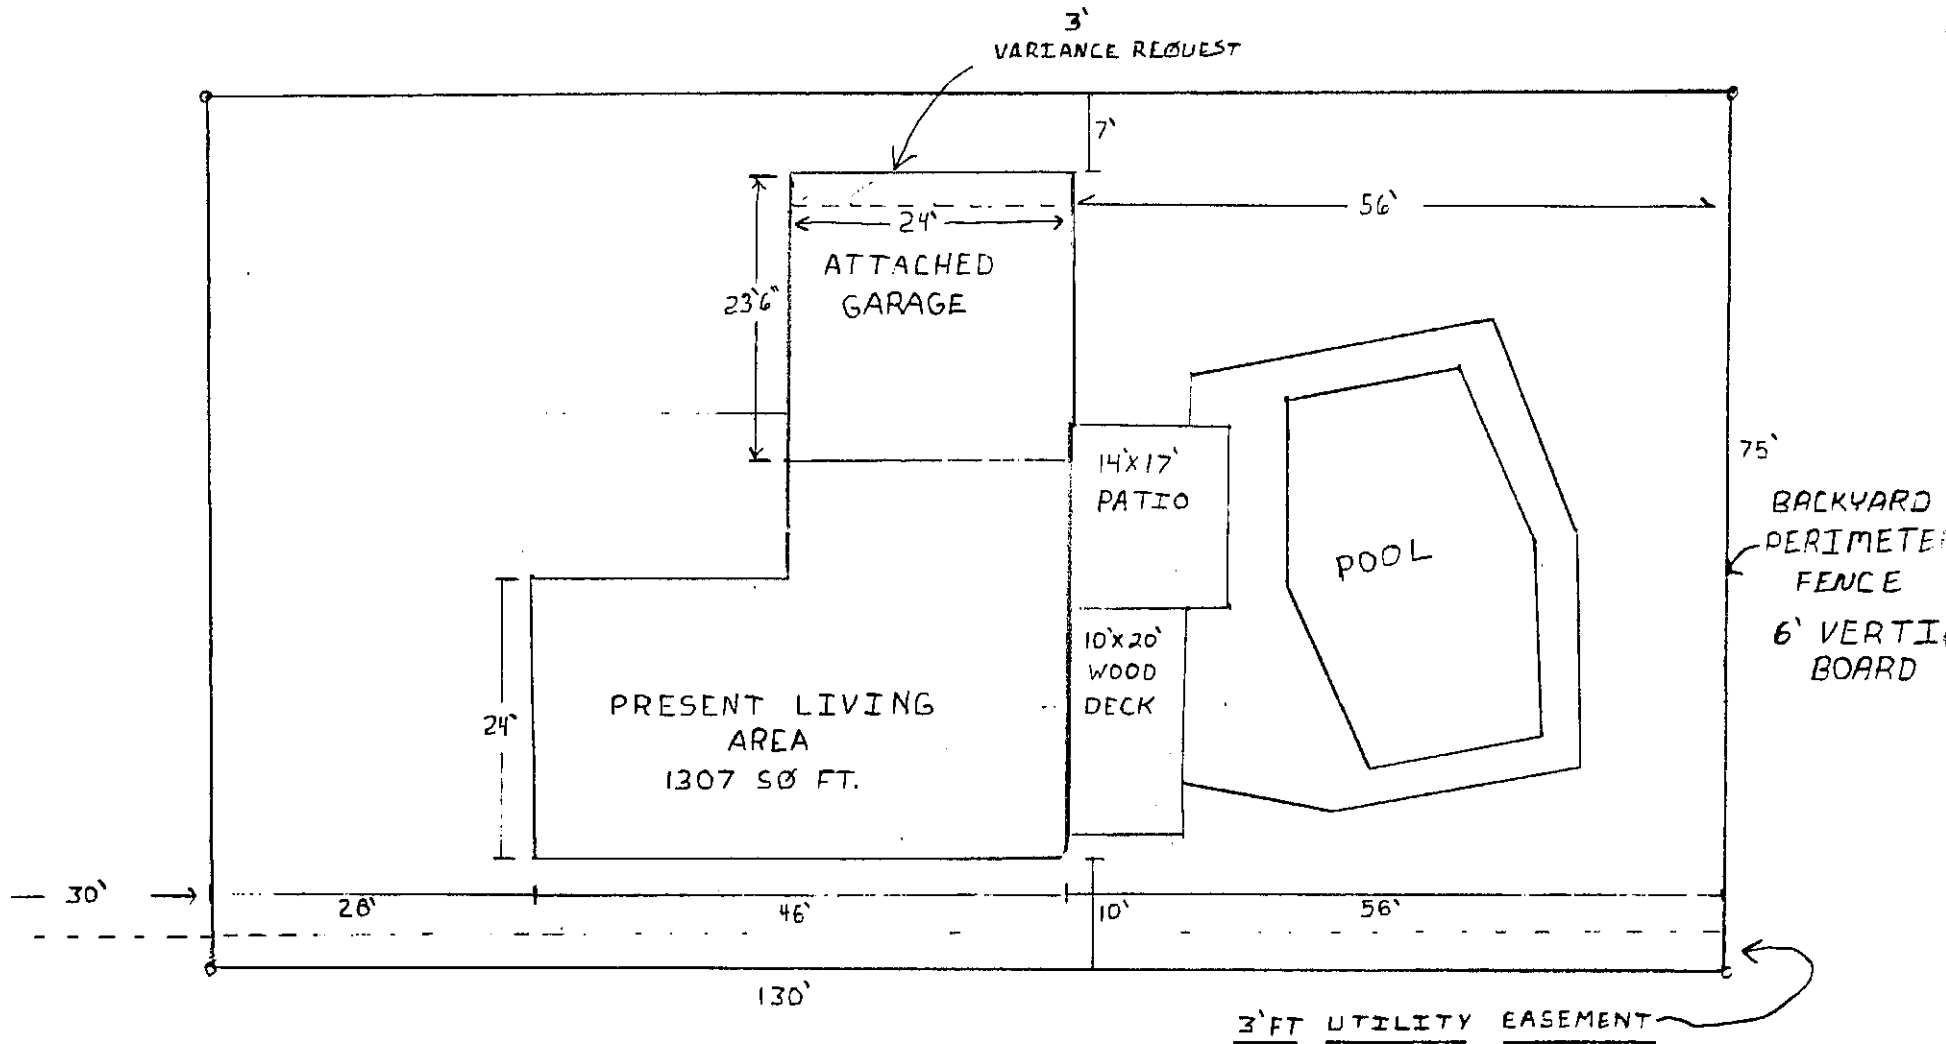 3'
VARIANCE REQUEST
7'
56'
24'
ATTACHED
GARAGE
23'6"
14'X17'
PATIO
75'
BACKYARD
PERIMETE
FENCE
6' VERTI
BOARD
POOL
10'X20'
WOOD
DECK
24'
PRESENT LIVING
AREA
1307 SQ FT.
30'
28'
46'
10'
56'
130'
3'FT UTILITY EASEMENT